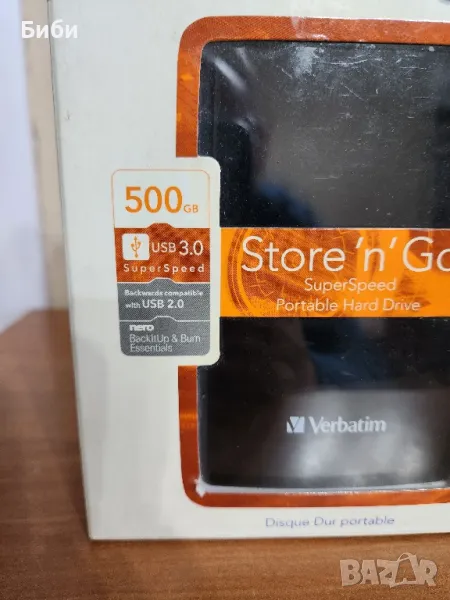 Биби
500GB
USB 3.0
SuperSpeed
Backwards compatible
with USB 2.0
nero
BackItUp & Burn
Essentials
Store 'n' Go
SuperSpeed
Portable Hard Drive
Verbatim
Disque Dur portable
BAZAR.bg